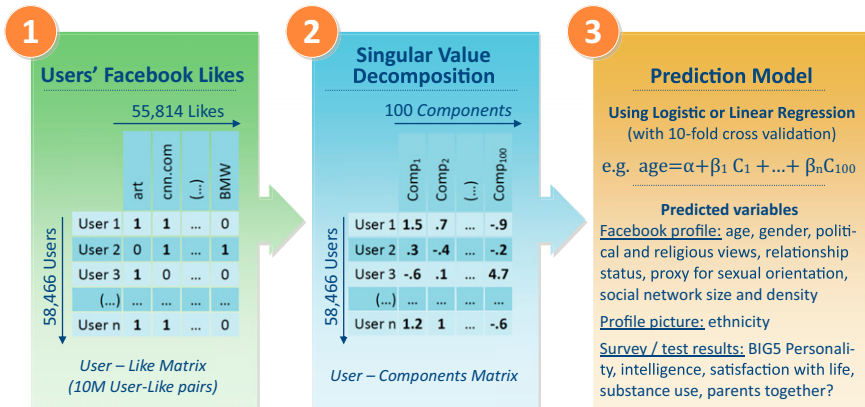 1
Users' Facebook Likes
55,814 Likes
art cnn.com (...) BMW
58,466 Users
User 1 1 1 ... 0
User 2 0 1 ... 1
User 3 1 0 ... 0
(...) ... ... ... ...
User n 1 1 ... 0
User – Like Matrix
(10M User-Like pairs)
2
Singular Value
Decomposition
100 Components
Comp1 Comp2 (...) Comp100
58,466 Users
User 1 1.5 .7 ... -.9
User 2 .3 -.4 ... -.2
User 3 -.6 .1 ... 4.7
(...) ... ... ... ...
User n 1.2 1 ... -.6
User – Components Matrix
3
Prediction Model
Using Logistic or Linear Regression
(with 10-fold cross validation)
e.g. age=α+β1 C1 +...+ βnC100
Predicted variables
Facebook profile: age, gender, politi-
cal and religious views, relationship
status, proxy for sexual orientation,
social network size and density
Profile picture: ethnicity
Survey / test results: BIG5 Personali-
ty, intelligence, satisfaction with life,
substance use, parents together?